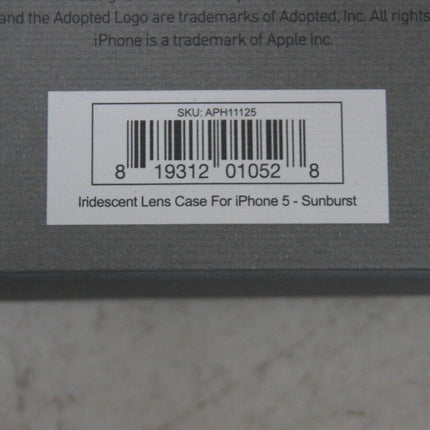 and the Adopted Logo are trademarks of Adopted, Inc. All rights
iPhone is a trademark of Apple Inc.
SKU: APH11125
8 19312 01052 8
Iridescent Lens Case For iPhone 5 - Sunburst